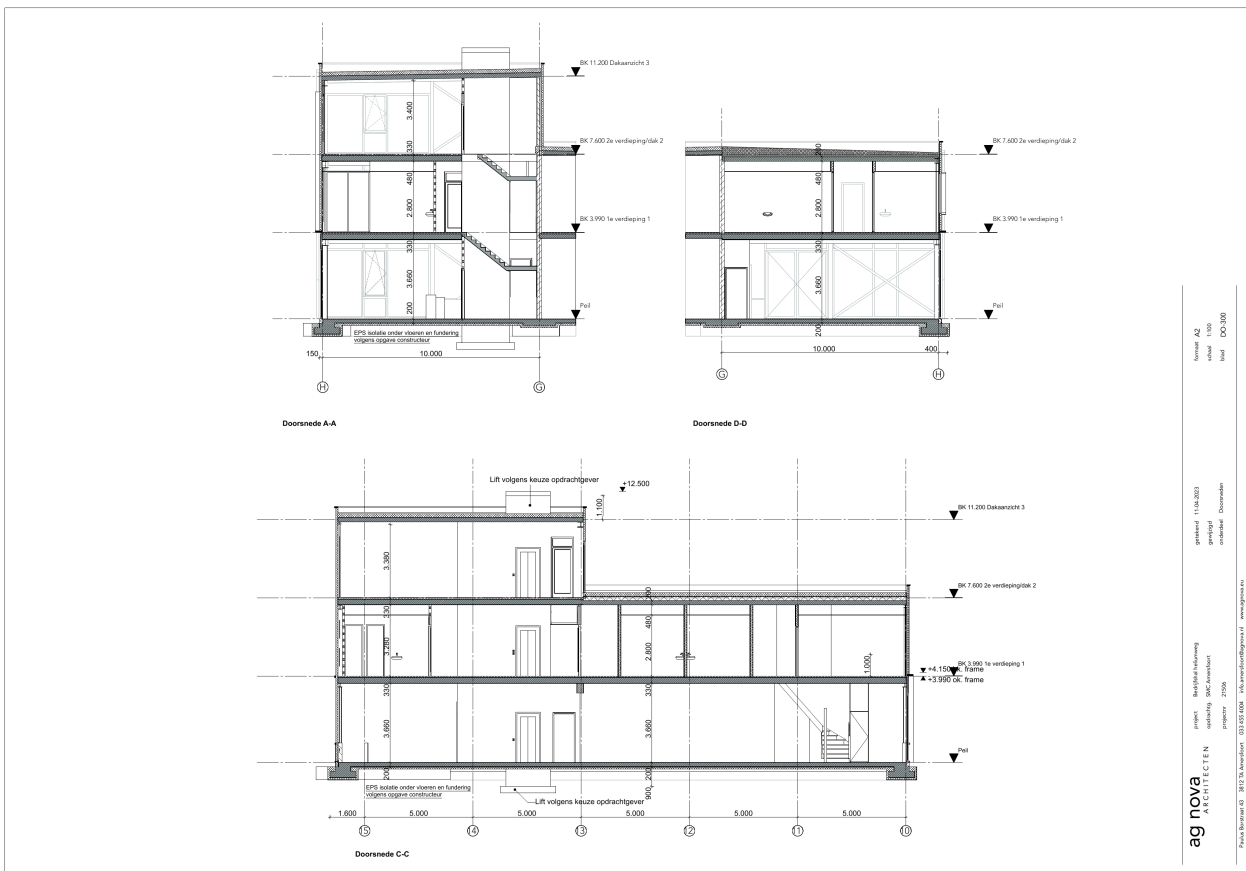 BK 11.200 Dakaanzicht 3
3.400
330
BK 7.600 2e verdieping/dak 2
480
2.800
BK 3.990 1e verdieping 1
330
3.660
200
Peil
EPS isolatie onder vloeren en fundering
volgens opgave constructeur
150
10.000
H
G
Doorsnede A-A
BK 7.600 2e verdieping/dak 2
200
480
2.800
BK 3.990 1e verdieping 1
330
3.660
200
Peil
10.000
400
G
H
Doorsnede D-D
Lift volgens keuze opdrachtgever
+12.500
1.100
BK 11.200 Dakaanzicht 3
3.380
BK 7.600 2e verdieping/dak 2
200
330
480
3.280
2.800
1.000
BK 3.990 1e verdieping 1
+4.150 ok. frame
+3.990 ok. frame
330
330
3.660
3.660
Peil
200
200
900
EPS isolatie onder vloeren en fundering
volgens opgave constructeur
Lift volgens keuze opdrachtgever
1.600
5.000
5.000
5.000
5.000
5.000
15
14
13
12
11
10
Doorsnede C-C
ag nova
ARCHITECTEN
project Bedrijfshal heliumweg
opdrachtg. SMC Amersfoort
projectnr 21506
getekend 11-04-2023
gewijzigd
onderdeel Doorsneden
formaat A2
schaal 1:100
blad DO-300
Paulus Borstraat 43 3812 TA Amersfoort 033 455 4004 info.amersfoort@agnova.nl www.agnova.eu